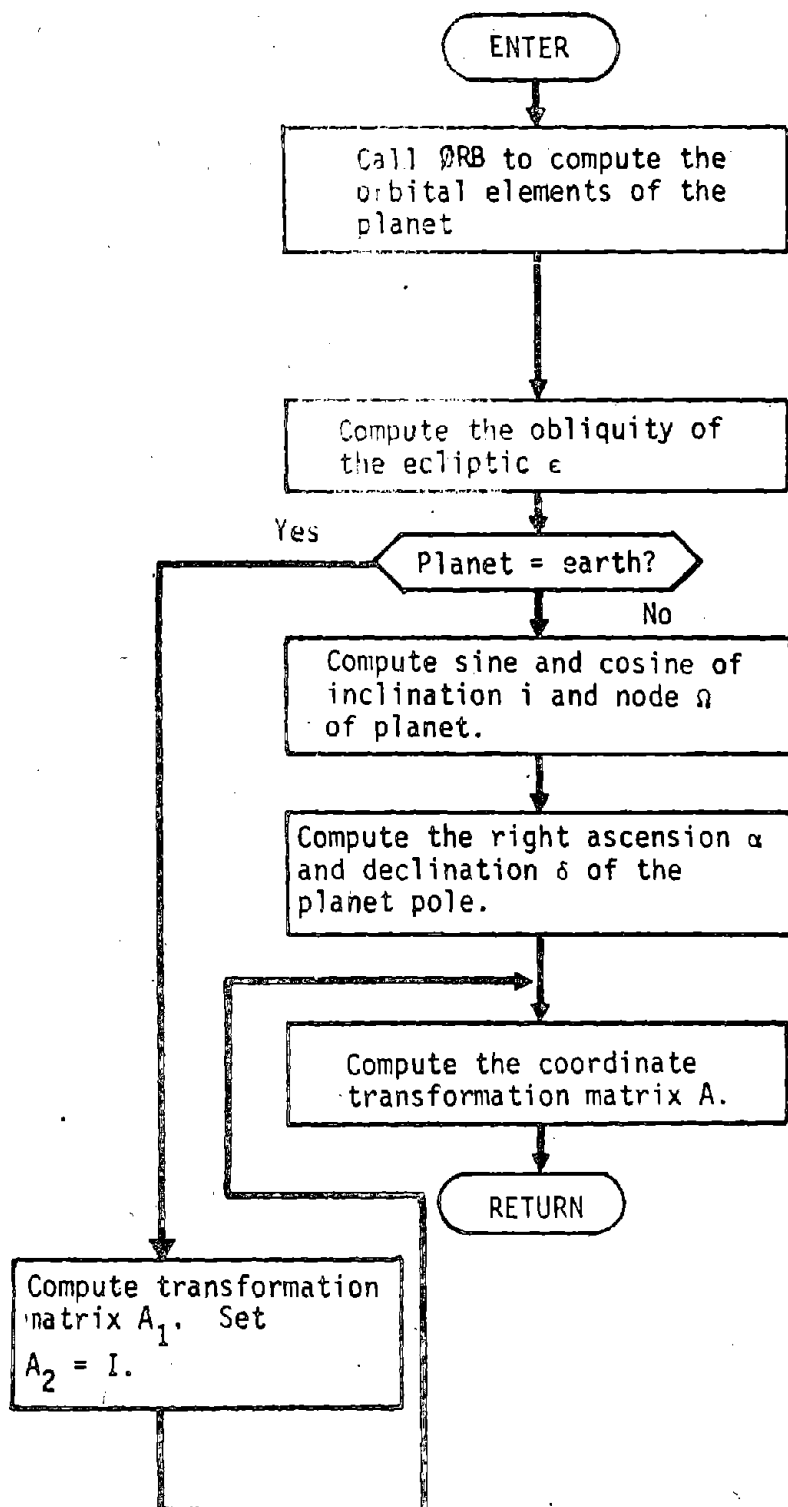 ENTER
Call ØRB to compute the
orbital elements of the
planet
Compute the obliquity of
the ecliptic ε
Yes
Planet = earth?
No
Compute sine and cosine of
inclination i and node Ω
of planet.
Compute the right ascension α
and declination δ of the
planet pole.
Compute the coordinate
transformation matrix A.
RETURN
Compute transformation
matrix A₁. Set
A₂ = I.